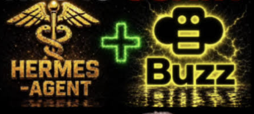 HERMES
-AGENT
+
Buzz